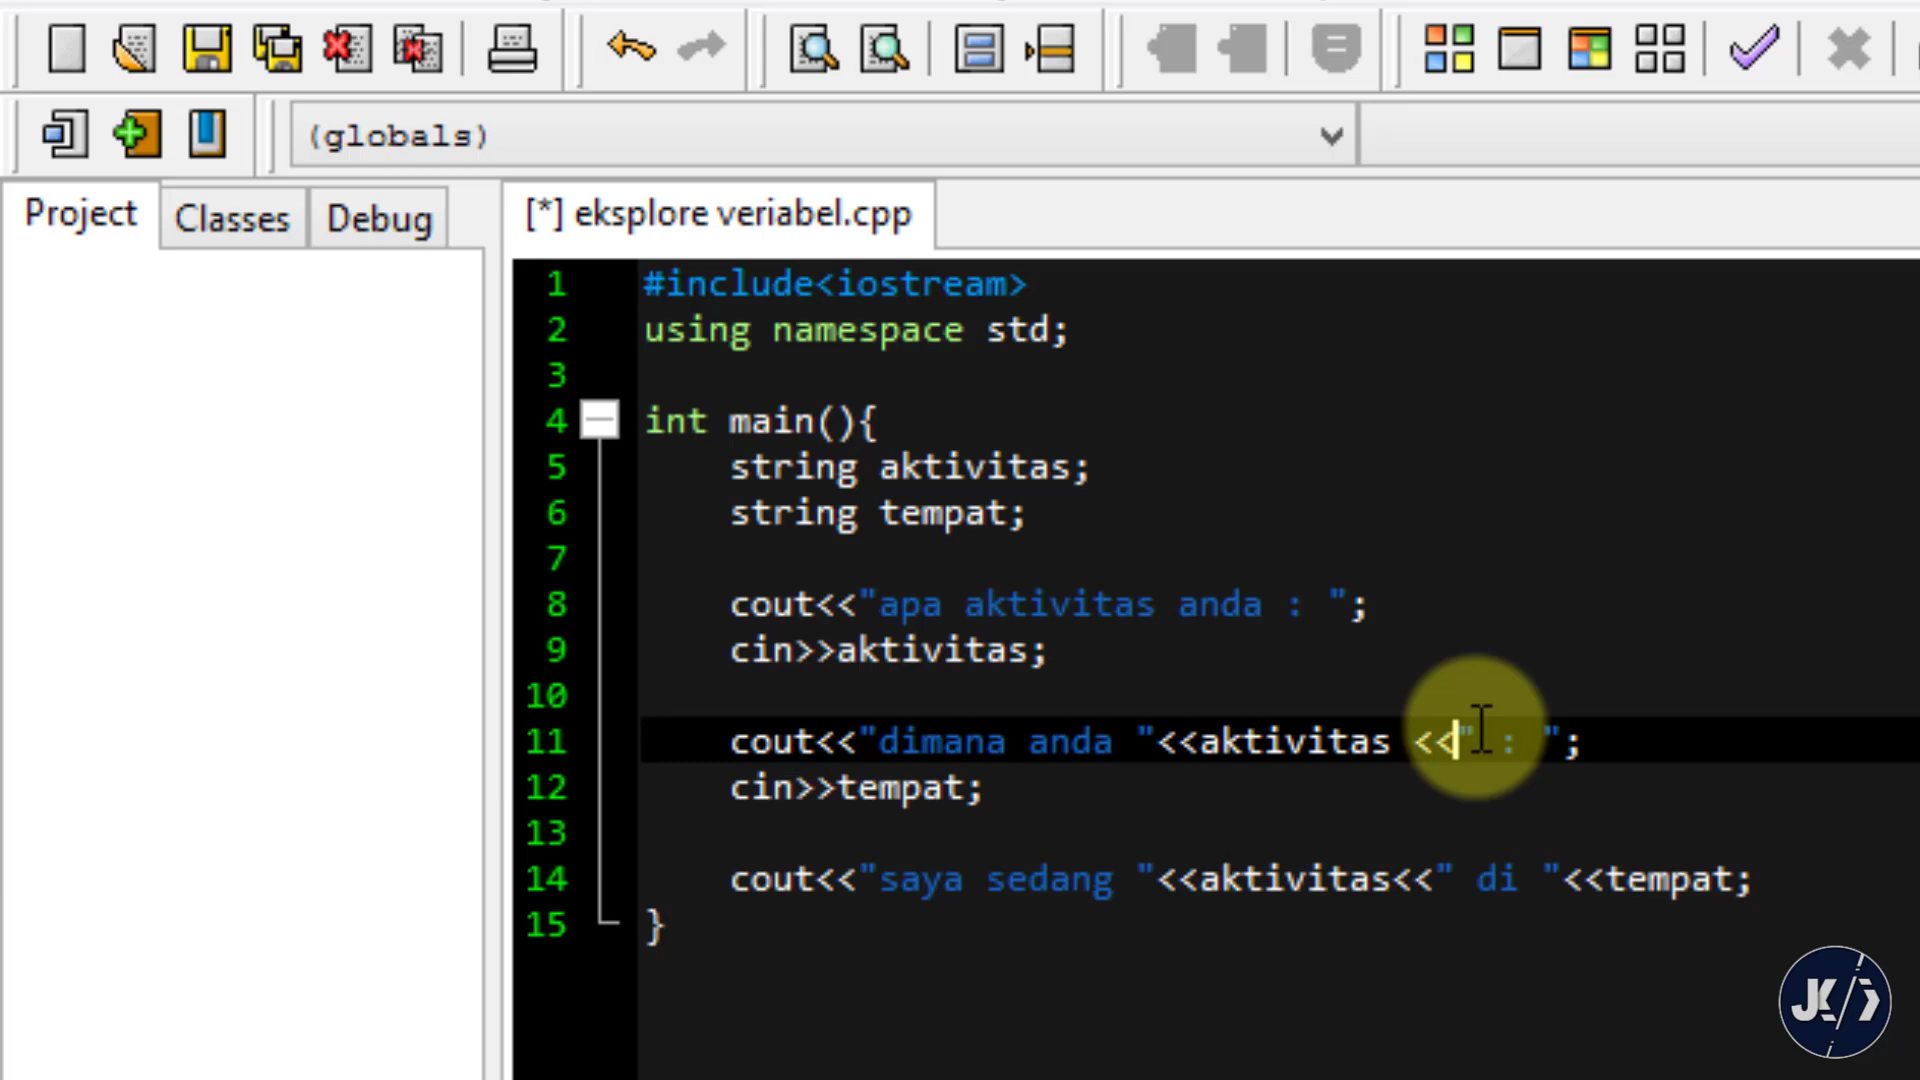 (globals)
Project Classes Debug
[*] eksplore veriabel.cpp
1 #include<iostream>
2 using namespace std;
3
4 int main(){
5 string aktivitas;
6 string tempat;
7
8 cout<<"apa aktivitas anda : ";
9 cin>>aktivitas;
10
11 cout<<"dimana anda "<<aktivitas <<" : ";
12 cin>>tempat;
13
14 cout<<"saya sedang "<<aktivitas<<" di "<<tempat;
15 }
JK/>